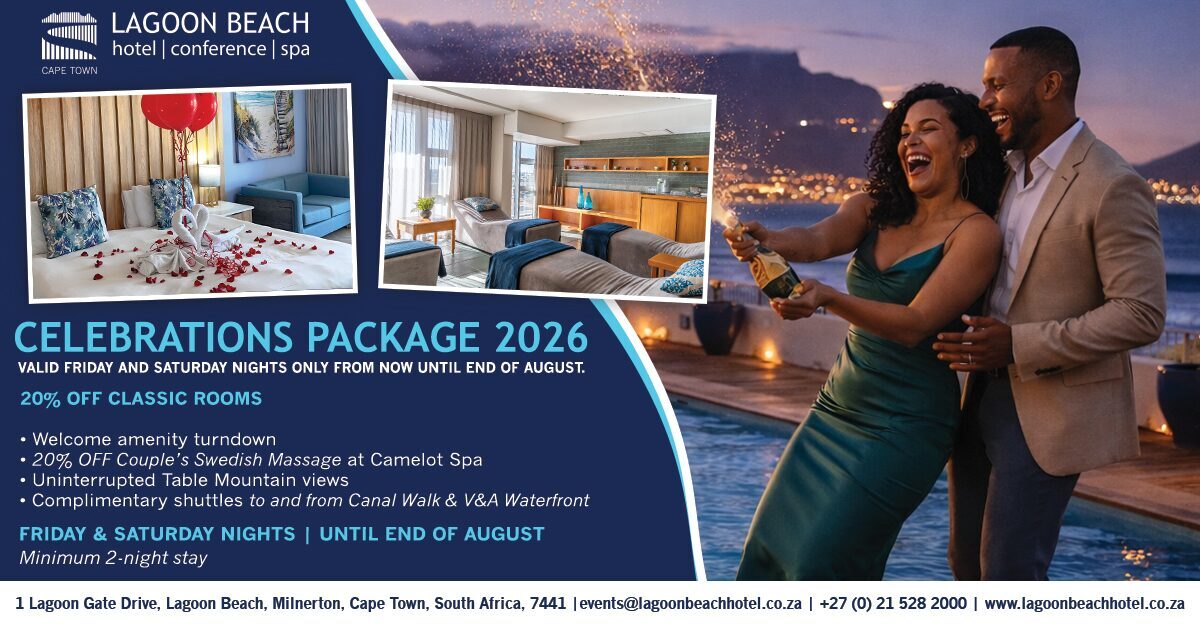 LAGOON BEACH
hotel | conference | spa
CAPE TOWN
CELEBRATIONS PACKAGE 2026
VALID FRIDAY AND SATURDAY NIGHTS ONLY FROM NOW UNTIL END OF AUGUST.
20% OFF CLASSIC ROOMS
• Welcome amenity turndown
• 20% OFF Couple's Swedish Massage at Camelot Spa
• Uninterrupted Table Mountain views
• Complimentary shuttles to and from Canal Walk & V&A Waterfront
FRIDAY & SATURDAY NIGHTS | UNTIL END OF AUGUST
Minimum 2-night stay
1 Lagoon Gate Drive, Lagoon Beach, Milnerton, Cape Town, South Africa, 7441 |events@lagoonbeachhotel.co.za | +27 (0) 21 528 2000 | www.lagoonbeachhotel.co.za